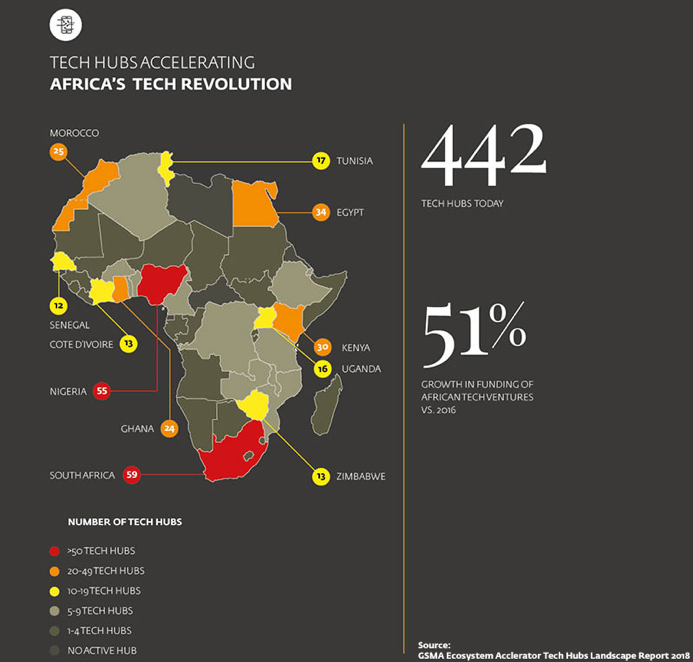 TECH HUBS ACCELERATING
AFRICA'S TECH REVOLUTION
MOROCCO
25
17 TUNISIA
34 EGYPT
12
SENEGAL
COTE D'IVOIRE 13
30 KENYA
16 UGANDA
NIGERIA 55
GHANA 24
SOUTH AFRICA 59
13 ZIMBABWE
NUMBER OF TECH HUBS
>50 TECH HUBS
20-49 TECH HUBS
10-19 TECH HUBS
5-9 TECH HUBS
1-4 TECH HUBS
NO ACTIVE HUB
442
TECH HUBS TODAY
51%
GROWTH IN FUNDING OF
AFRICAN TECH VENTURES
VS. 2016
Source:
GSMA Ecosystem Acclerator Tech Hubs Landscape Report 2018